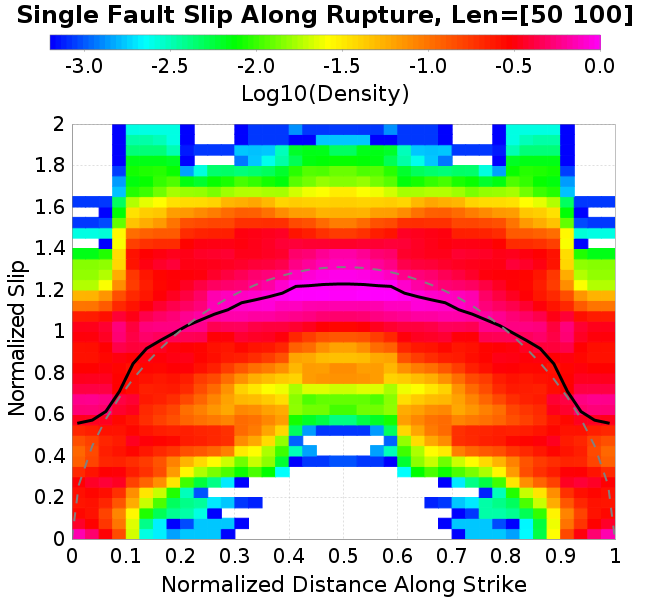 Single Fault Slip Along Rupture, Len=[50 100]
-3.0 -2.5 -2.0 -1.5 -1.0 -0.5 0.0
Log10(Density)
2
1.8
1.6
1.4
1.2
1
0.8
0.6
0.4
0.2
0
Normalized Slip
0 0.1 0.2 0.3 0.4 0.5 0.6 0.7 0.8 0.9 1
Normalized Distance Along Strike